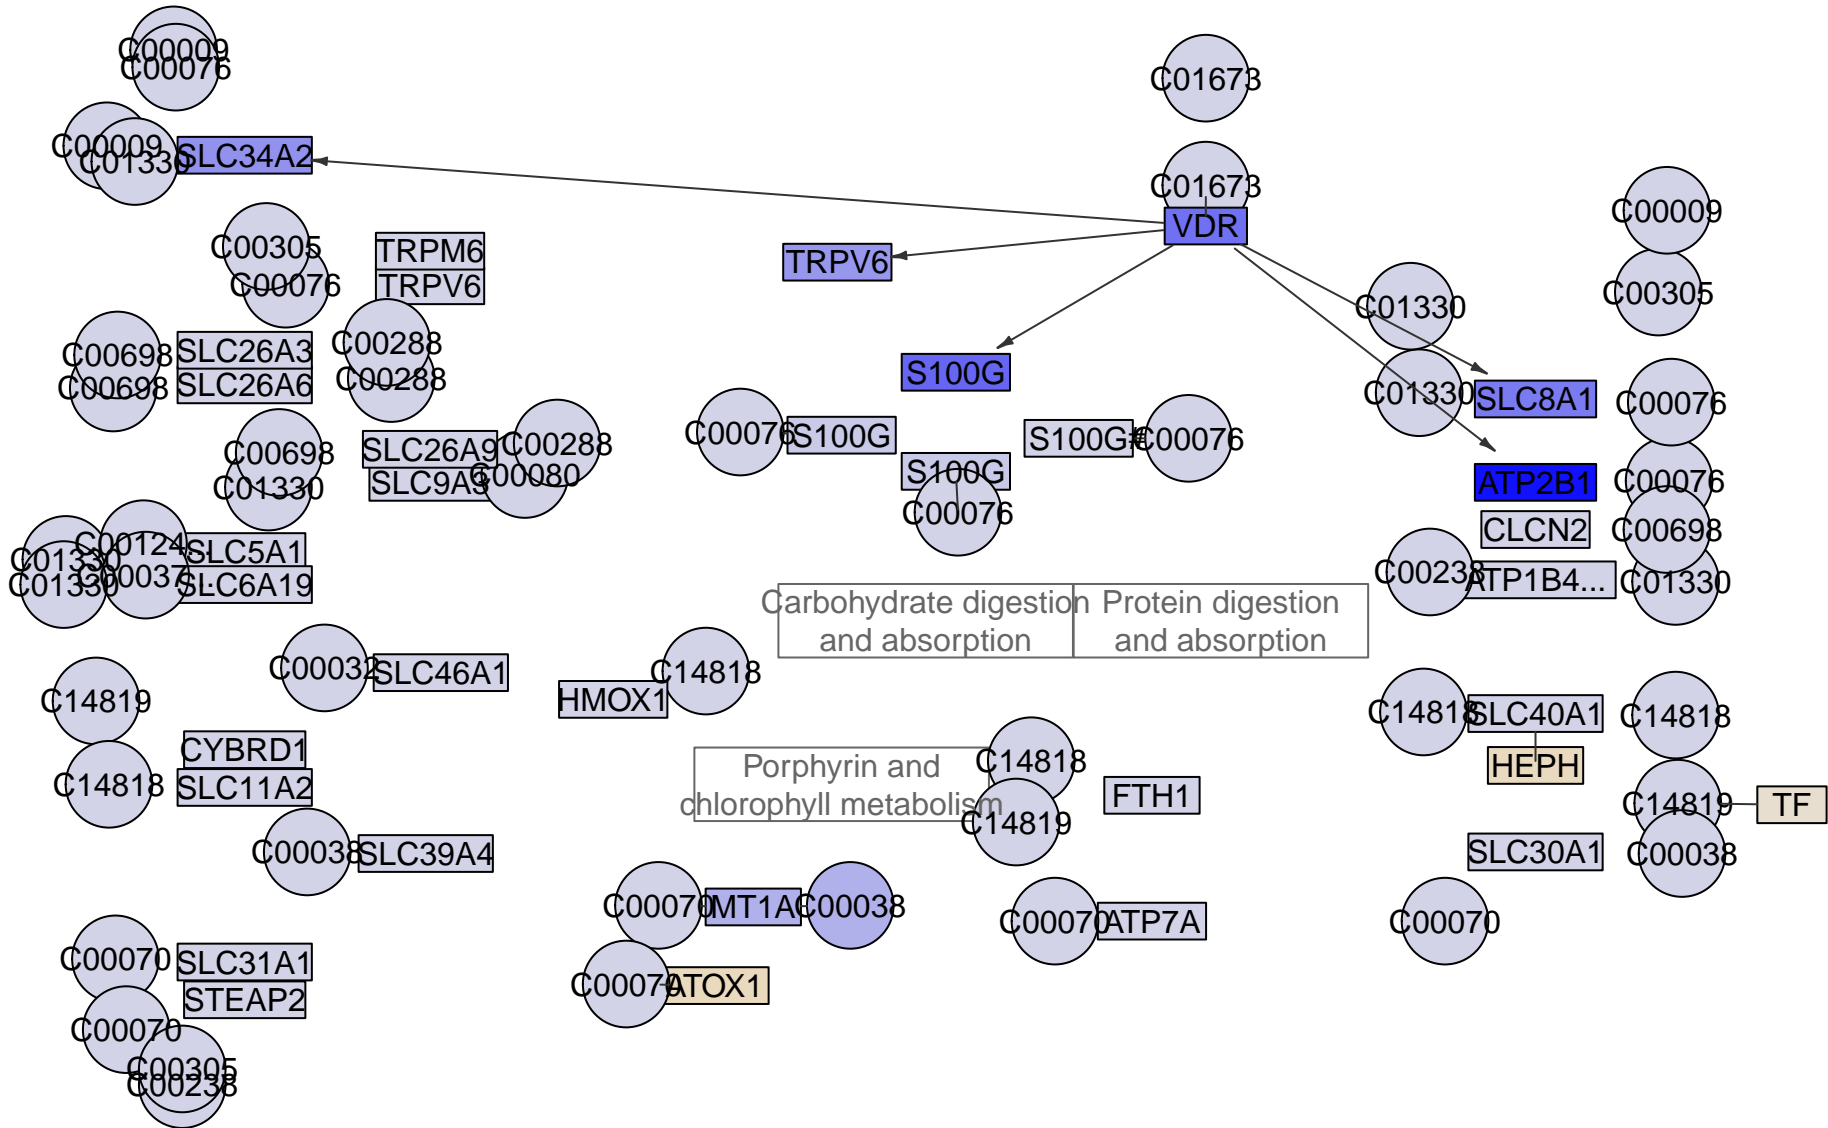 C00009
C00076
C01673
C00009
C01330
SLC34A2
C01673
VDR
C00009
C00305
C00076
TRPM6
TRPV6
TRPV6
C01330
C00305
C00698
C00698
SLC26A3
SLC26A6
C00288
C00288
S100G
C01330
SLC8A1
C00076
C00698
C01330
SLC26A9
SLC9A3
C00288
C00080
C00076
S100G
S100G
C00076
S100G#
C00076
ATP2B1
C00076
CLCN2
C00698
C01330
C01330
C00124...
C00037...
SLC5A1
SLC6A19
C00238
ATP1B4...
C01330
Carbohydrate digestion
and absorption
Protein digestion
and absorption
C00032
SLC46A1
HMOX1
C14818
C14819
C14818
CYBRD1
SLC11A2
Porphyrin and
chlorophyll metabolism
C14818
C14819
FTH1
C14818
SLC40A1
HEPH
C14818
C14819
TF
C00038
SLC39A4
SLC30A1
C00038
C00070
MT1A
C00038
C00070
ATP7A
C00070
C00070
SLC31A1
STEAP2
C00070
ATOX1
C00070
C00305
C00238